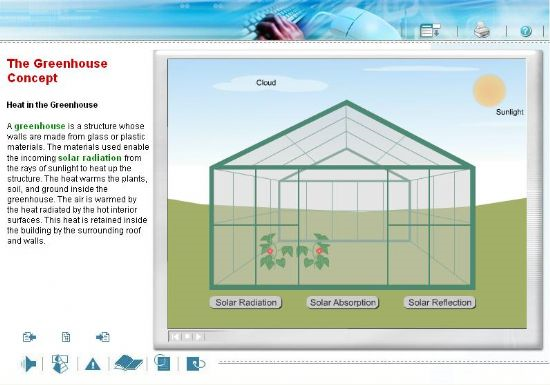 The Greenhouse
Concept
Heat in the Greenhouse
A greenhouse is a structure whose
walls are made from glass or plastic
materials. The materials used enable
the incoming solar radiation from
the rays of sunlight to heat up the
structure. The heat warms the plants,
soil, and ground inside the
greenhouse. The air is warmed by
the heat radiated by the hot interior
surfaces. This heat is retained inside
the building by the surrounding roof
and walls.
Cloud
Sunlight
Solar Radiation
Solar Absorption
Solar Reflection